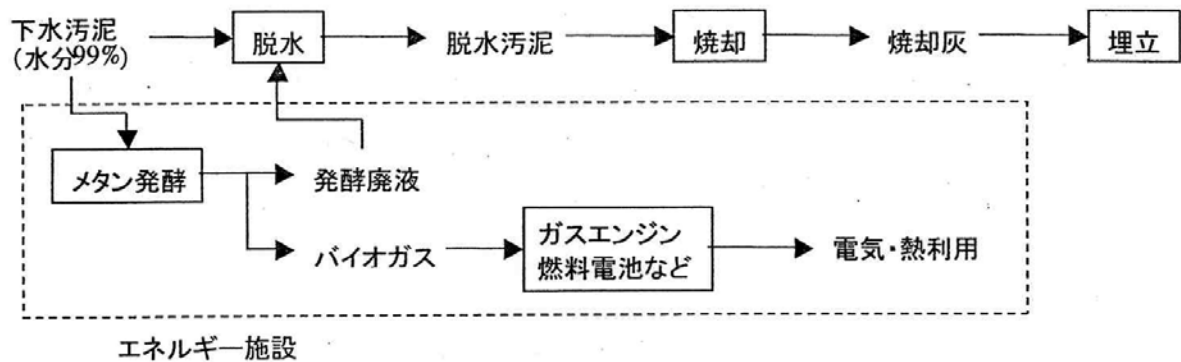 下水汚泥
(水分99%)
脱水
脱水汚泥
焼却
焼却灰
埋立
メタン発酵
発酵廃液
バイオガス
ガスエンジン
燃料電池など
電気・熱利用
エネルギー施設